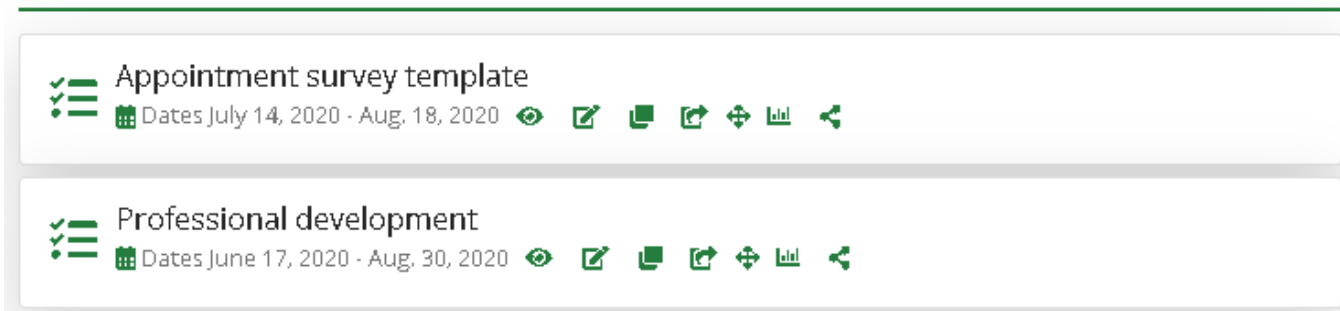 Appointment survey template
Dates July 14, 2020 - Aug. 18, 2020
Professional development
Dates June 17, 2020 - Aug. 30, 2020